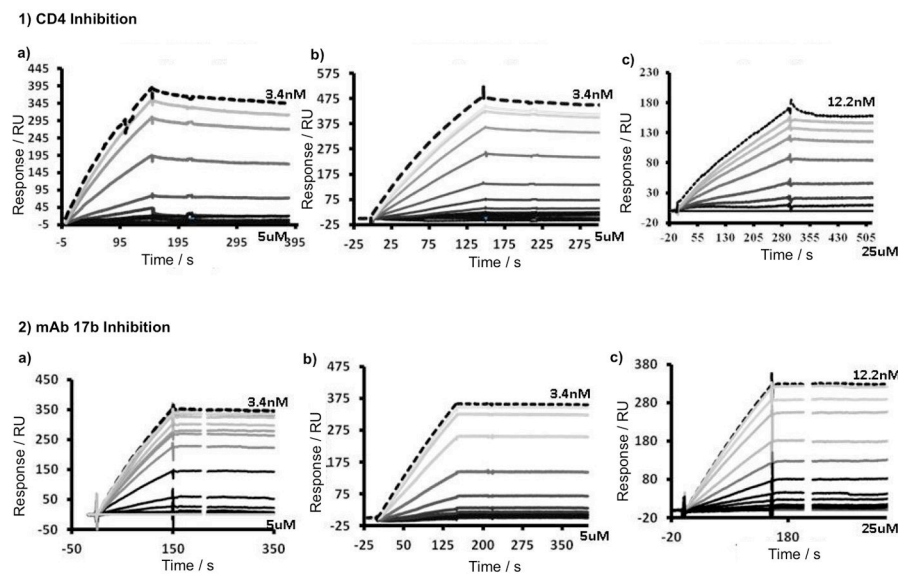 1) CD4 Inhibition
a)
b)
c)
445
395
345
295
245
195
145
95
45
-5
Response / RU
3.4nM
5uM
-5 95 195 295 395
Time / s
575
475
375
275
175
75
-25
Response / RU
3.4nM
5uM
-25 25 75 125 175 225 275
Time / s
230
180
130
80
30
-20
Response / RU
12.2nM
-20 55 130 205 280 355 430 505
25uM
Time / s
2) mAb 17b Inhibition
a)
b)
c)
450
350
250
150
50
-50
Response / RU
3.4nM
5uM
-50 50 150 250 350
Time / s
475
375
275
175
75
-25
Response / RU
3.4nM
5uM
-25 50 125 200 275 350
Time / s
380
280
180
80
-20
Response / RU
12.2nM
25uM
-20 180
Time / s